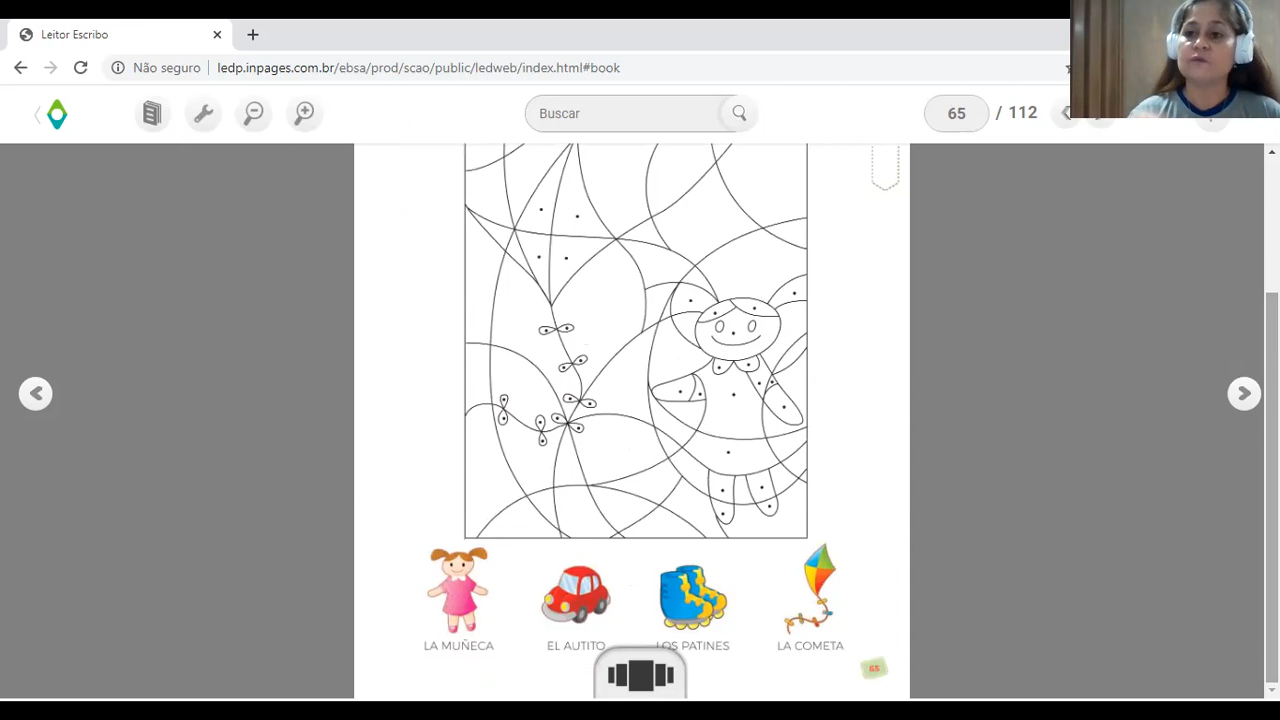 Leitor Escribo
Não seguro
ledp.inpages.com.br/ebsa/prod/scao/public/ledweb/index.html#book
Buscar
65 / 112
LA MUÑECA EL AUTITO LOS PATINES LA COMETA
65